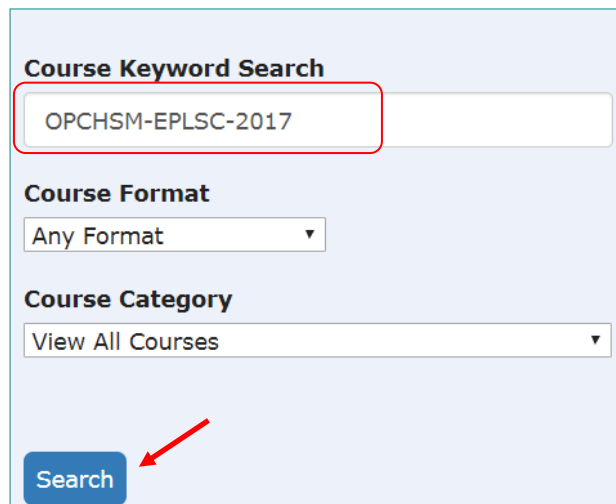 Course Keyword Search
OPCHSM-EPLSC-2017
Course Format
Any Format
Course Category
View All Courses
Search